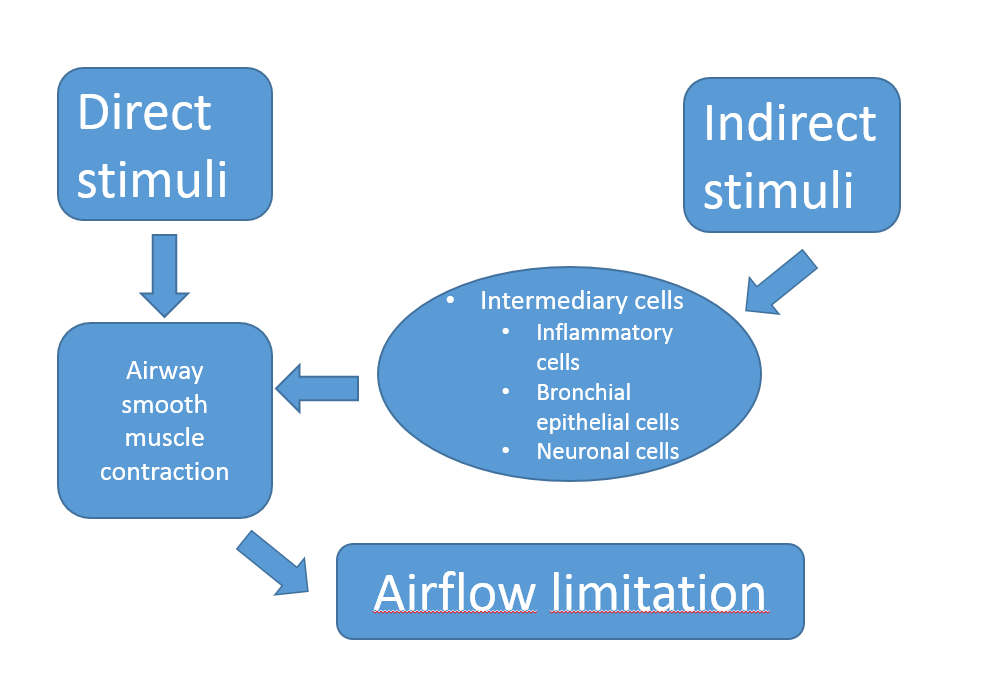 Direct
stimuli
Indirect
stimuli
• Intermediary cells
• Inflammatory
cells
• Bronchial
epithelial cells
• Neuronal cells
Airway
smooth
muscle
contraction
Airflow limitation